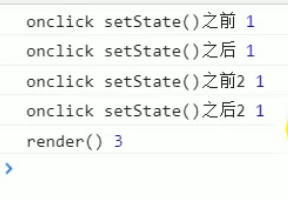 onclick setState()之前 1
onclick setState()之后 1
onclick setState()之前2 1
onclick setState()之后2 1
render() 3